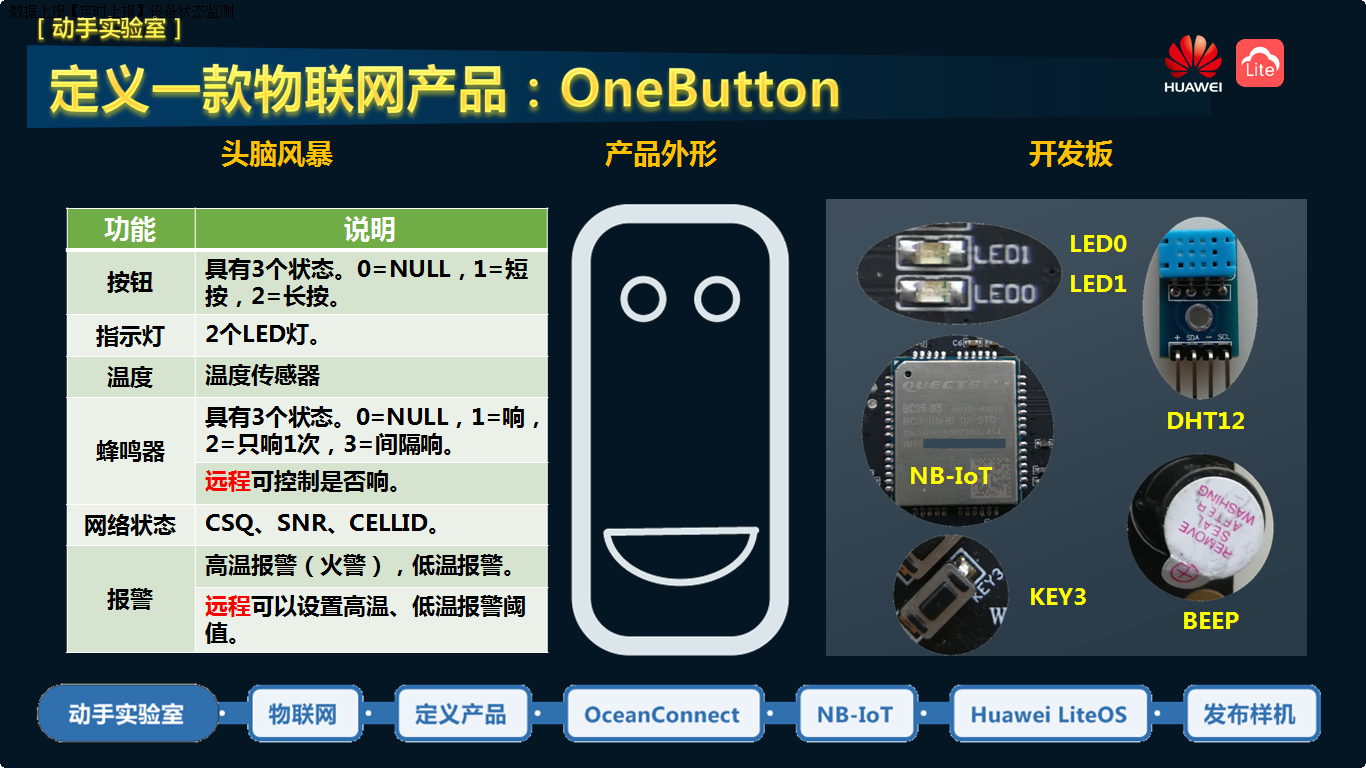 数据上报【定时上报】设备状态监测
[ 动手实验室 ]
定义一款物联网产品：OneButton
HUAWEI
Lite
头脑风暴
产品外形
开发板
功能
说明
按钮
具有3个状态。0=NULL，1=短
按，2=长按。
指示灯
2个LED灯。
温度
温度传感器
蜂鸣器
具有3个状态。0=NULL，1=响，
2=只响1次，3=间隔响。
远程可控制是否响。
网络状态
CSQ、SNR、CELLID。
报警
高温报警（火警），低温报警。
远程可以设置高温、低温报警阈
值。
LED1
LED0
LED0
LED1
+ SDA − SCL
DHT12
C6
QUECTEL
BC95-B5
NB-IoT
KEY3
W
KEY3
REMOVE
SEAL
AFTER
WASHING
+
BEEP
动手实验室
物联网
定义产品
OceanConnect
NB-IoT
Huawei LiteOS
发布样机